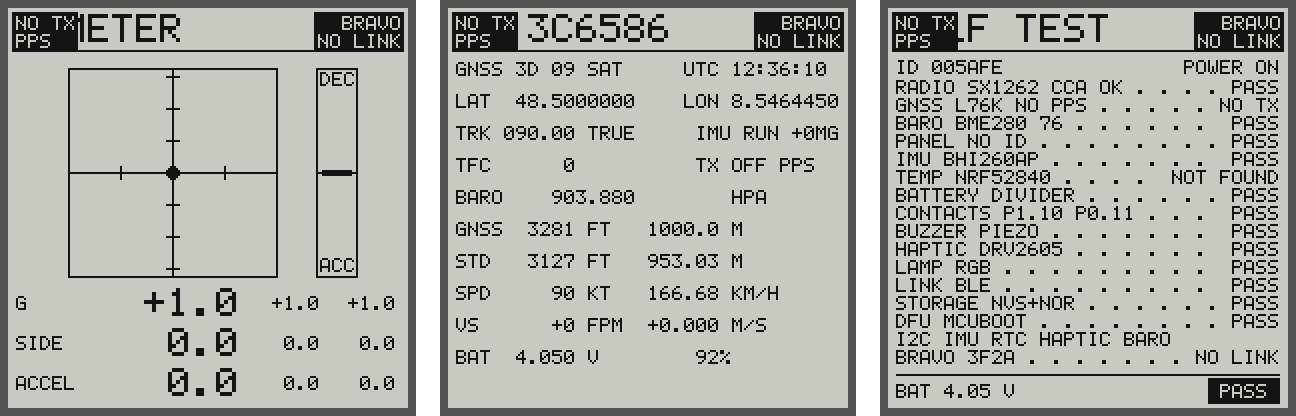 NO TX
PPS
METER
BRAVO
NO LINK
DEC
ACC
G +1.0 +1.0 +1.0
SIDE 0.0 0.0 0.0
ACCEL 0.0 0.0 0.0
NO TX
PPS
3C6586
BRAVO
NO LINK
GNSS 3D 09 SAT UTC 12:36:10
LAT 48.5000000 LON 8.5464450
TRK 090.00 TRUE IMU RUN +0MG
TFC 0 TX OFF PPS
BARO 903.880 HPA
GNSS 3281 FT 1000.0 M
STD 3127 FT 953.03 M
SPD 90 KT 166.68 KM/H
VS +0 FPM +0.000 M/S
BAT 4.050 V 92%
NO TX
PPS
LF TEST
BRAVO
NO LINK
ID 005AFE POWER ON
RADIO SX1262 CCA OK . . . . PASS
GNSS L76K NO PPS . . . . . . NO TX
BARO BME280 76 . . . . . . . PASS
PANEL NO ID . . . . . . . . PASS
IMU BHI260AP . . . . . . . . PASS
TEMP NRF52840 . . . . NOT FOUND
BATTERY DIVIDER . . . . . . PASS
CONTACTS P1.10 P0.11 . . . PASS
BUZZER PIEZO . . . . . . . . PASS
HAPTIC DRV2605 . . . . . . . PASS
LAMP RGB . . . . . . . . . PASS
LINK BLE . . . . . . . . . PASS
STORAGE NVS+NOR . . . . . . PASS
DFU MCUBOOT . . . . . . . . PASS
I2C IMU RTC HAPTIC BARO
BRAVO 3F2A . . . . . . . NO LINK
BAT 4.05 V PASS